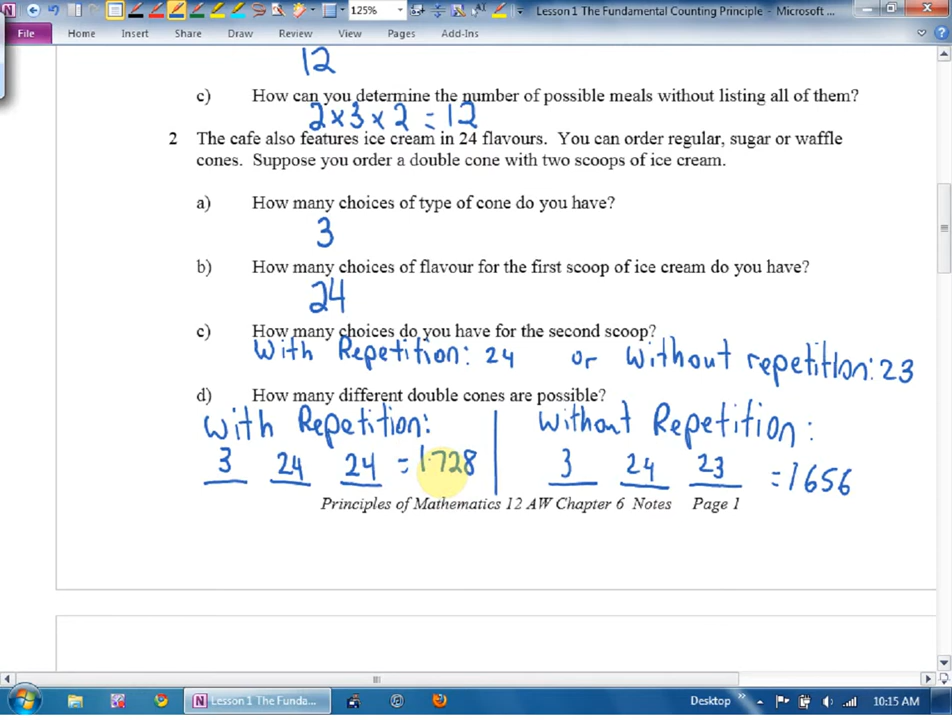 125%
Lesson 1 The Fundamental Counting Principle - Microsoft ...
File Home Insert Share Draw Review View Pages Add-Ins
12
c) How can you determine the number of possible meals without listing all of them?
2 x 3 x 2 = 12
2 The cafe also features ice cream in 24 flavours. You can order regular, sugar or waffle
cones. Suppose you order a double cone with two scoops of ice cream.
a) How many choices of type of cone do you have?
3
b) How many choices of flavour for the first scoop of ice cream do you have?
24
c) How many choices do you have for the second scoop?
With Repetition: 24 or without repetition: 23
d) How many different double cones are possible?
With Repetition: Without Repetition:
3 24 24 = 1728 3 24 23 = 1656
Principles of Mathematics 12 AW Chapter 6 Notes Page 1
Lesson 1 The Funda... Desktop 10:15 AM